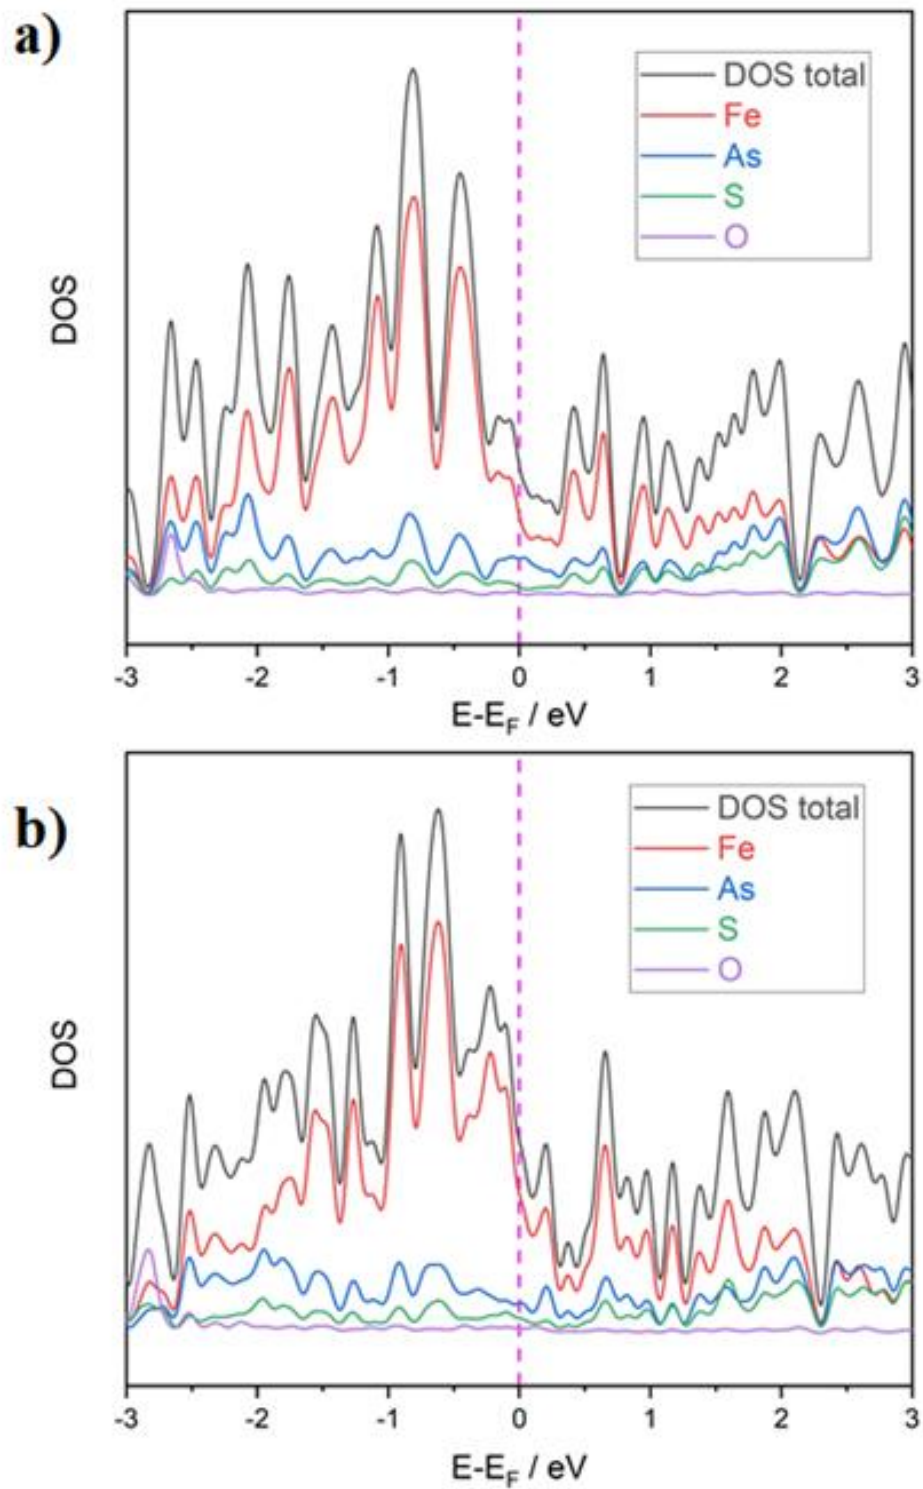 a)
DOS total
Fe
As
S
O
DOS
-3 -2 -1 0 1 2 3
E-E_F / eV
b)
DOS total
Fe
As
S
O
DOS
-3 -2 -1 0 1 2 3
E-E_F / eV